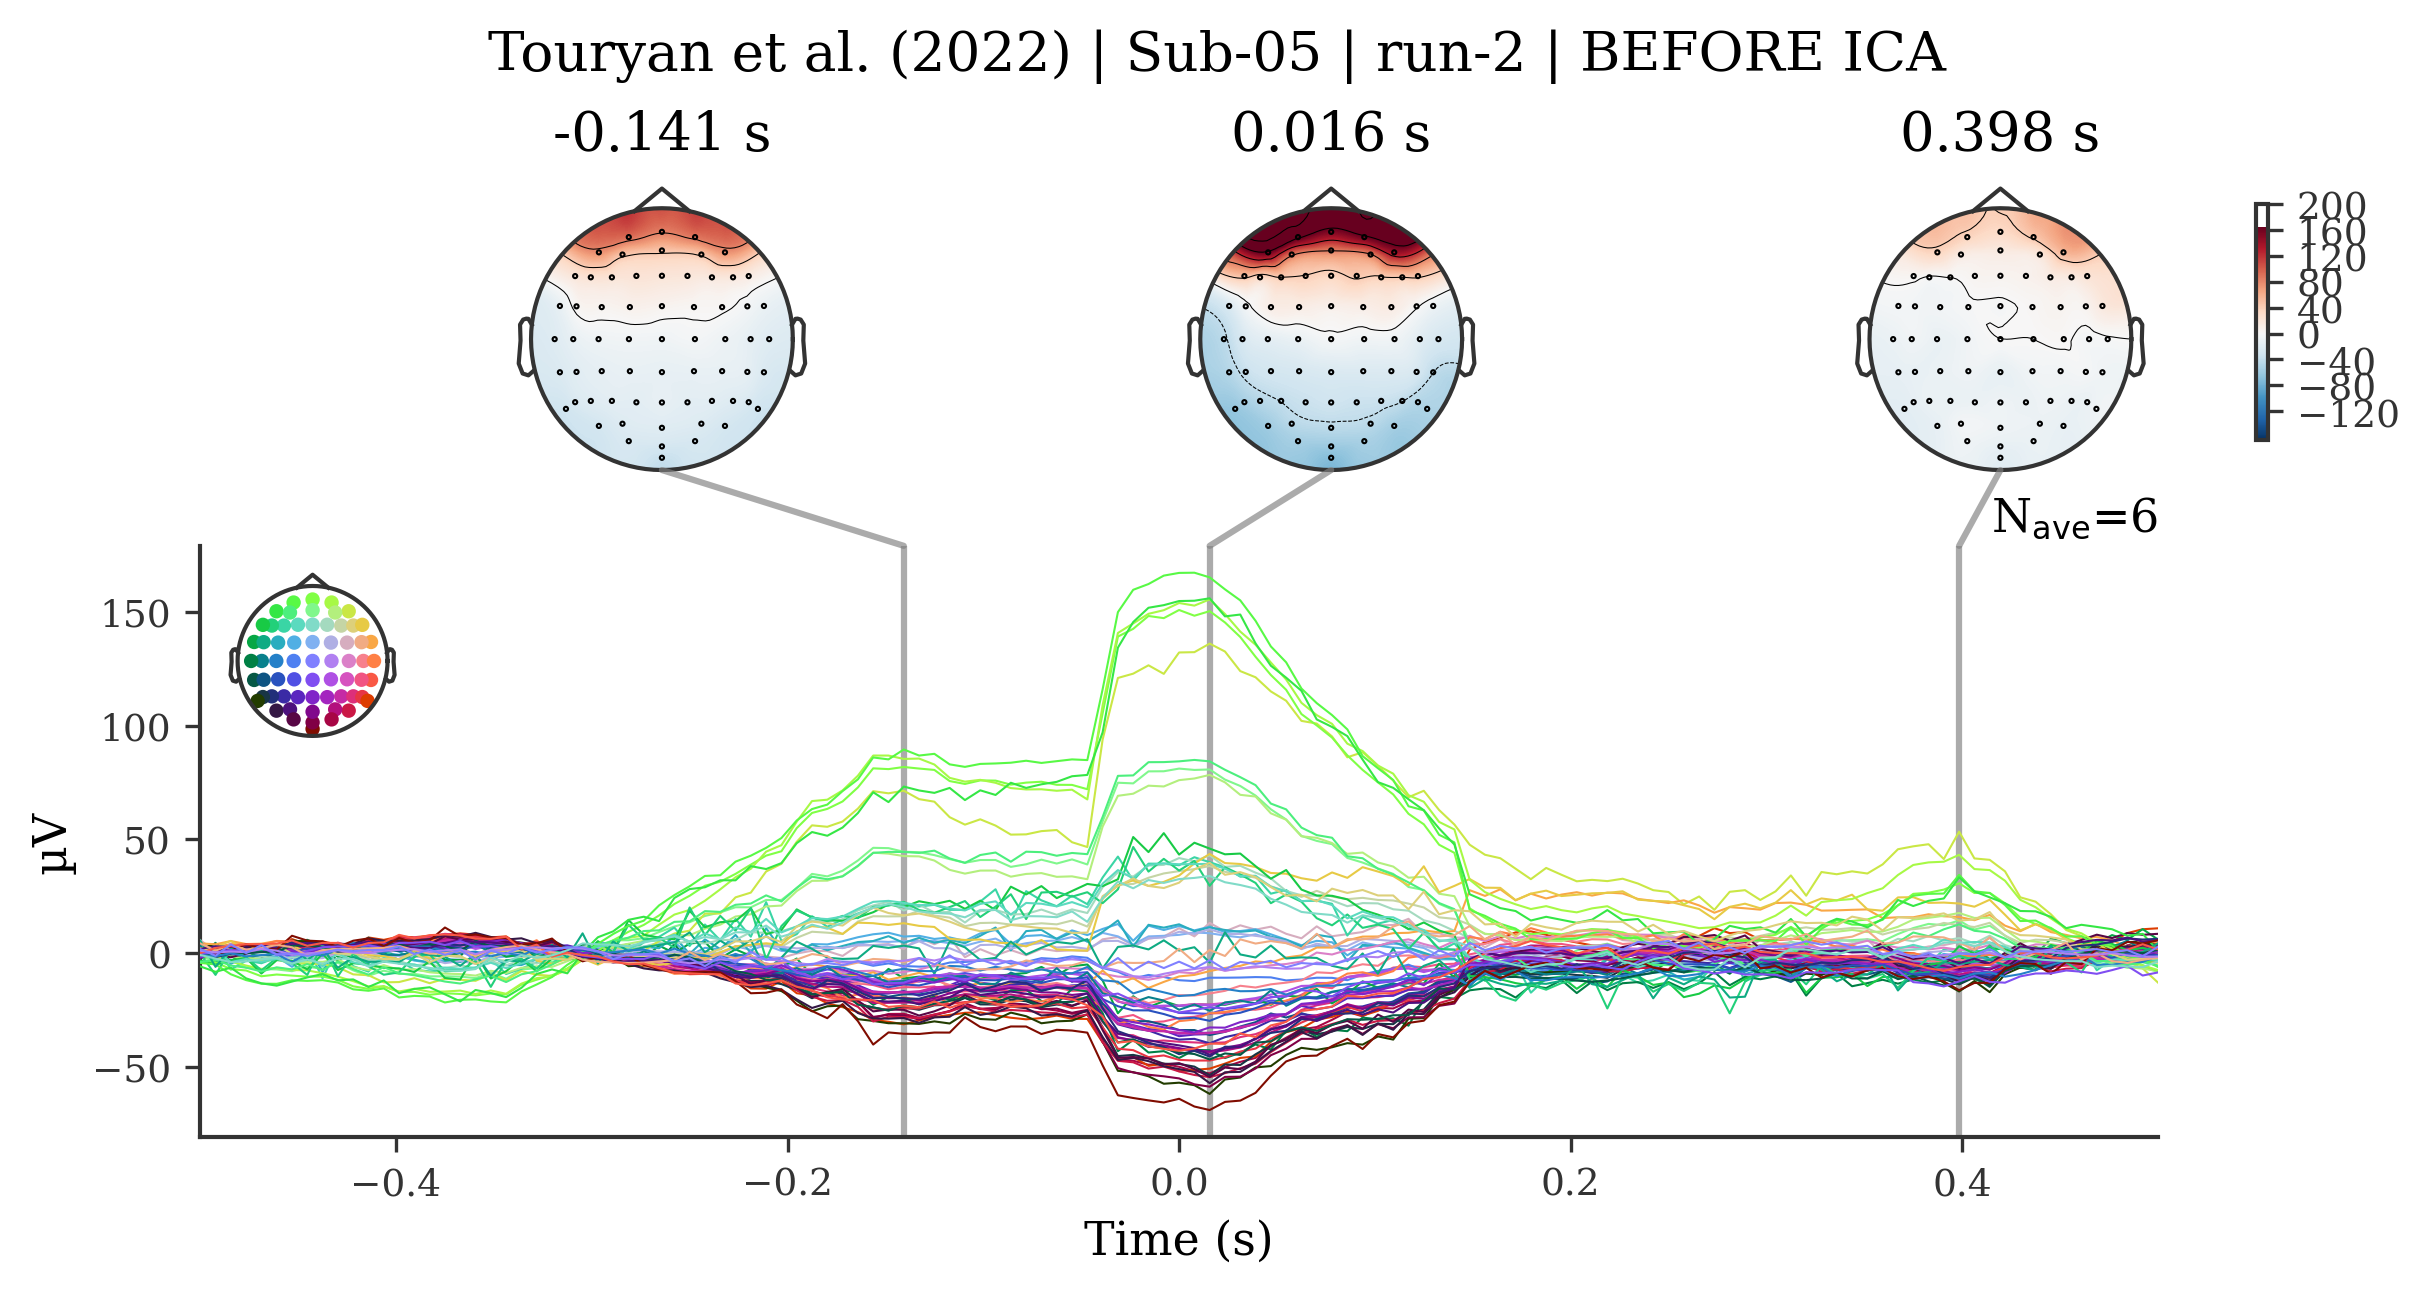 Touryan et al. (2022) | Sub-05 | run-2 | BEFORE ICA
-0.141 s
0.016 s
0.398 s
200
160
120
80
40
0
−40
−80
−120
Nave=6
150
100
50
0
−50
µV
−0.4
−0.2
0.0
0.2
0.4
Time (s)